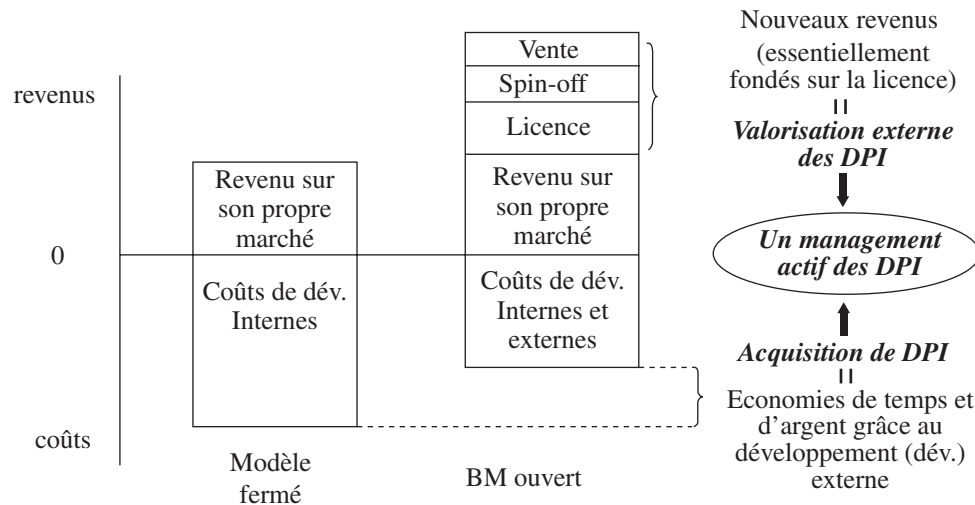 revenus
0
coûts
Revenu sur
son propre
marché
Coûts de dév.
Internes
Modèle
fermé
Vente
Spin-off
Licence
Revenu sur
son propre
marché
Coûts de dév.
Internes et
externes
BM ouvert
Nouveaux revenus
(essentiellement
fondés sur la licence)
Valorisation externe
des DPI
Un management
actif des DPI
Acquisition de DPI
Economies de temps et
d’argent grâce au
développement (dév.)
externe